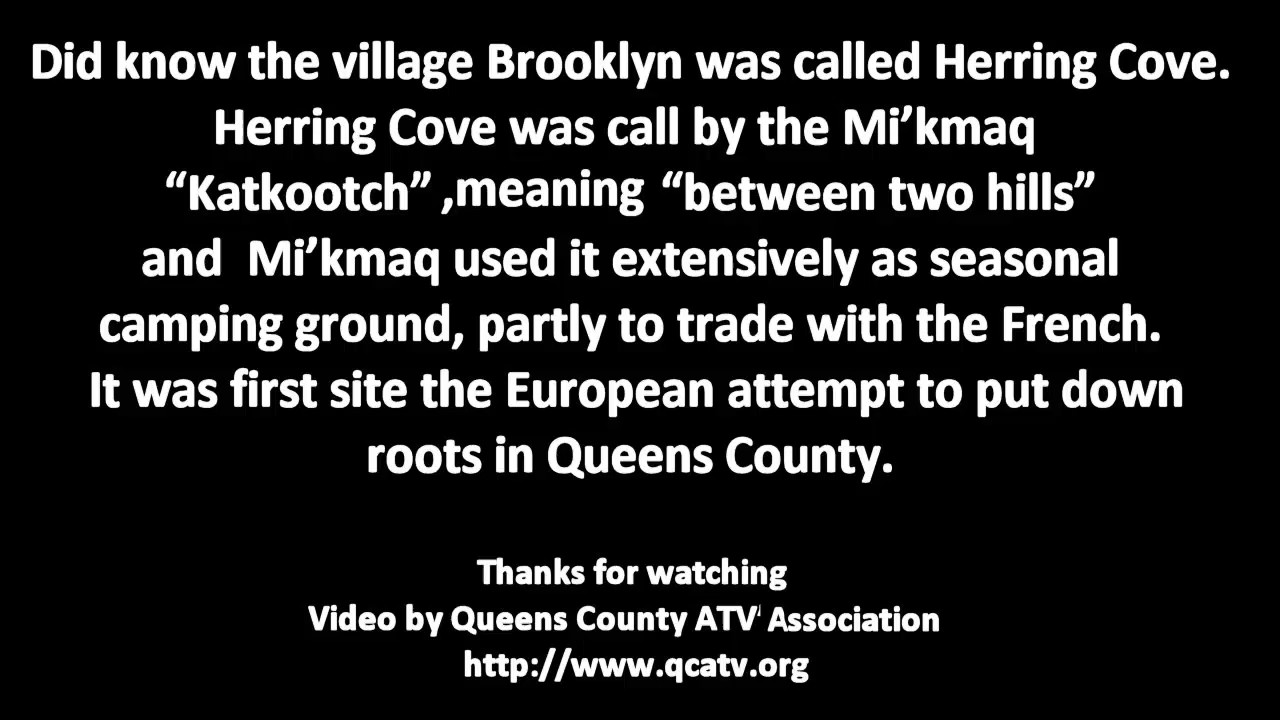 Did know the village Brooklyn was called Herring Cove.
Herring Cove was call by the Mi’kmaq
“Katkootch” ,meaning “between two hills”
and Mi’kmaq used it extensively as seasonal
camping ground, partly to trade with the French.
It was first site the European attempt to put down
roots in Queens County.
Thanks for watching
Video by Queens County ATV Association
http://www.qcatv.org